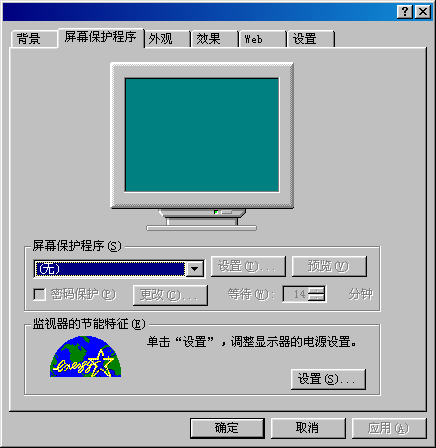 背景 屏幕保护程序 外观 效果 Web 设置
屏幕保护程序(S)
(无) 设置(T)... 预览(V)
密码保护(P) 更改(C)... 等待(W): 14 分钟
监视器的节能特征(E)
energy
单击“设置”，调整显示器的电源设置。
设置(S)...
确定 取消 应用(A)